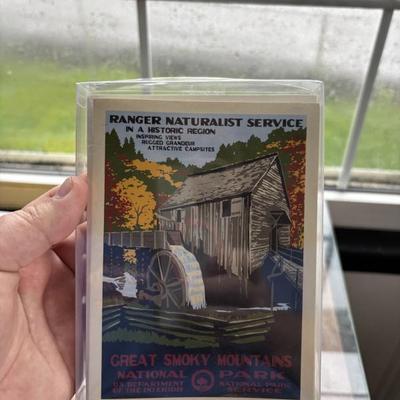 RANGER NATURALIST SERVICE
IN A HISTORIC REGION
INSPIRING VIEWS
RUGGED GRANDEUR
ATTRACTIVE CAMPSITES
GREAT SMOKY MOUNTAINS
NATIONAL PARK
U.S. DEPARTMENT OF THE INTERIOR
NATIONAL PARK SERVICE